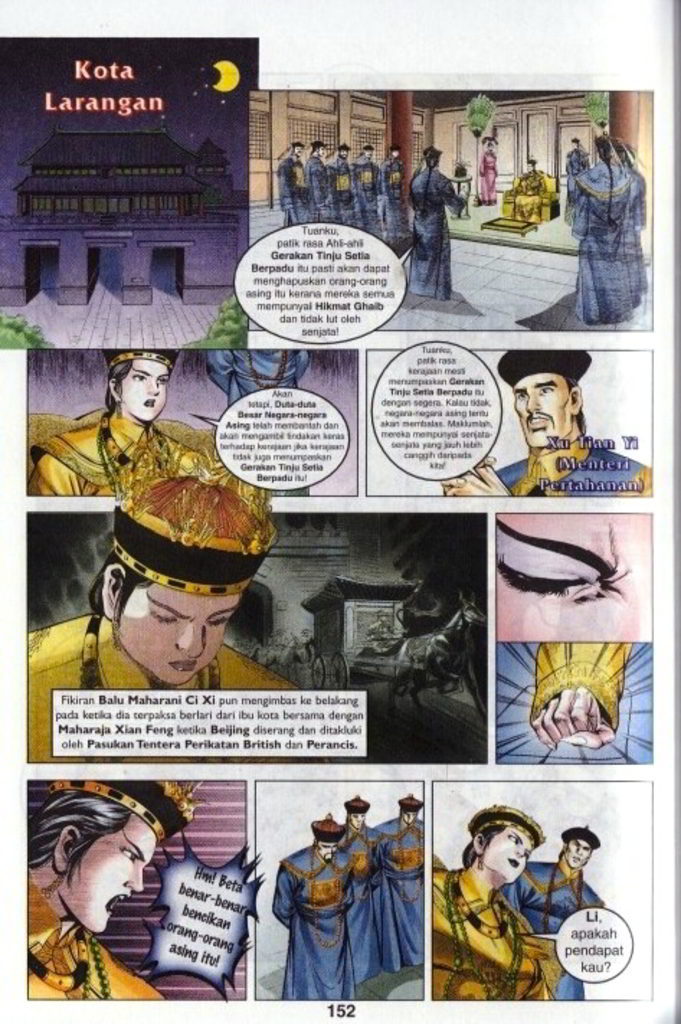 Kota
Larangan
Tuanku,
patik rasa Ahli-ahli
Gerakan Tinju Setia
Berpadu itu pasti akan dapat
menghapuskan orang-orang
asing itu kerana mereka semua
mempunyai Hikmat Ghaib
dan tidak lut oleh
senjata!
Akan
tetapi, Duta-duta
Besar Negara-negara
Asing telah membantah dan
akan mengambil tindakan keras
terhadap kerajaan jika kerajaan
tidak juga menumpaskan
Gerakan Tinju Setia
Berpadu itu!
Tuanku,
patik rasa
kerajaan mesti
menumpaskan Gerakan
Tinju Setia Berpadu itu
dengan segera. Kalau tidak,
negara-negara asing tentu
akan membalas. Maklumlah,
mereka mempunyai senjata-
senjata yang jauh lebih
canggih daripada
kita!
Xu Tian Yi
(Menteri
Pertahanan)
Fikiran Balu Maharani Ci Xi pun mengimbas ke belakang
pada ketika dia terpaksa berlari dari ibu kota bersama dengan
Maharaja Xian Feng ketika Beijing diserang dan ditakluki
oleh Pasukan Tentera Perikatan British dan Perancis.
Hm! Beta
benar-benar
bencikan
orang-orang
asing itu!
Li,
apakah
pendapat
kau?
152